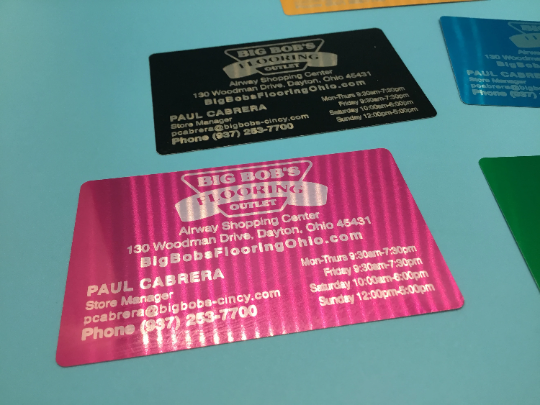 BIG BOB'S
FLOORING
OUTLET
Airway Shopping Center
130 Woodman Drive, Dayton, Ohio 45431
BigBobsFlooringOhio.com
PAUL CABRERA
Store Manager
pcabrera@bigbobs-cincy.com
Phone (937) 253-7700
Mon-Thurs 9:30am-7:30pm
Friday 9:30am-7:30pm
Saturday 10:00am-6:00pm
Sunday 12:00pm-5:00pm
BIG BOB'S
FLOORING
OUTLET
Airway Shopping Center
130 Woodman Drive, Dayton, Ohio 45431
BigBobsFlooringOhio.com
PAUL CABRERA
Store Manager
pcabrera@bigbobs-cincy.com
Phone (937) 253-7700
Mon-Thurs 9:30am-7:30pm
Friday 9:30am-7:30pm
Saturday 10:00am-6:00pm
Sunday 12:00pm-5:00pm
130 Woodman
BigBobs
PAUL CABRERA
Store Manager
Phone (937)